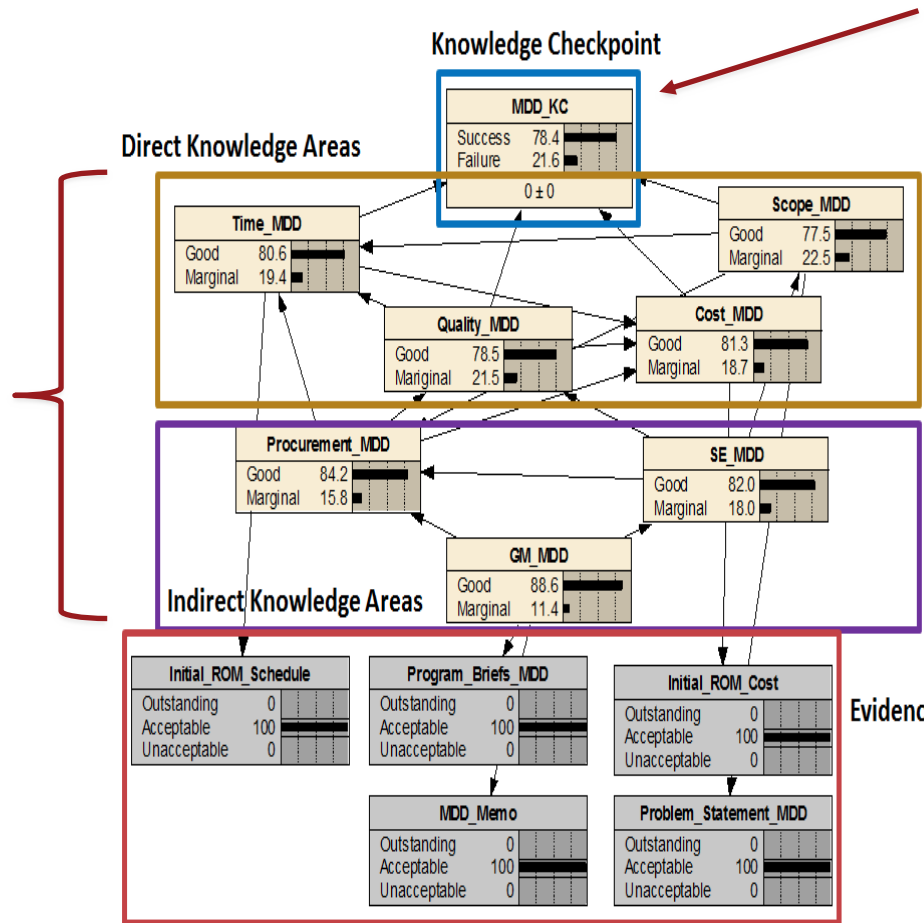 Knowledge Checkpoint
MDD_KC
Success 78.4
Failure 21.6
0 ± 0
Direct Knowledge Areas
Time_MDD
Good 80.6
Marginal 19.4
Scope_MDD
Good 77.5
Marginal 22.5
Quality_MDD
Good 78.5
Mariginal 21.5
Cost_MDD
Good 81.3
Marginal 18.7
Procurement_MDD
Good 84.2
Marginal 15.8
SE_MDD
Good 82.0
Marginal 18.0
GM_MDD
Good 88.6
Marginal 11.4
Indirect Knowledge Areas
Initial_ROM_Schedule
Outstanding 0
Acceptable 100
Unacceptable 0
Program_Briefs_MDD
Outstanding 0
Acceptable 100
Unacceptable 0
Initial_ROM_Cost
Outstanding 0
Acceptable 100
Unacceptable 0
Evidenc
MDD_Memo
Outstanding 0
Acceptable 100
Unacceptable 0
Problem_Statement_MDD
Outstanding 0
Acceptable 100
Unacceptable 0